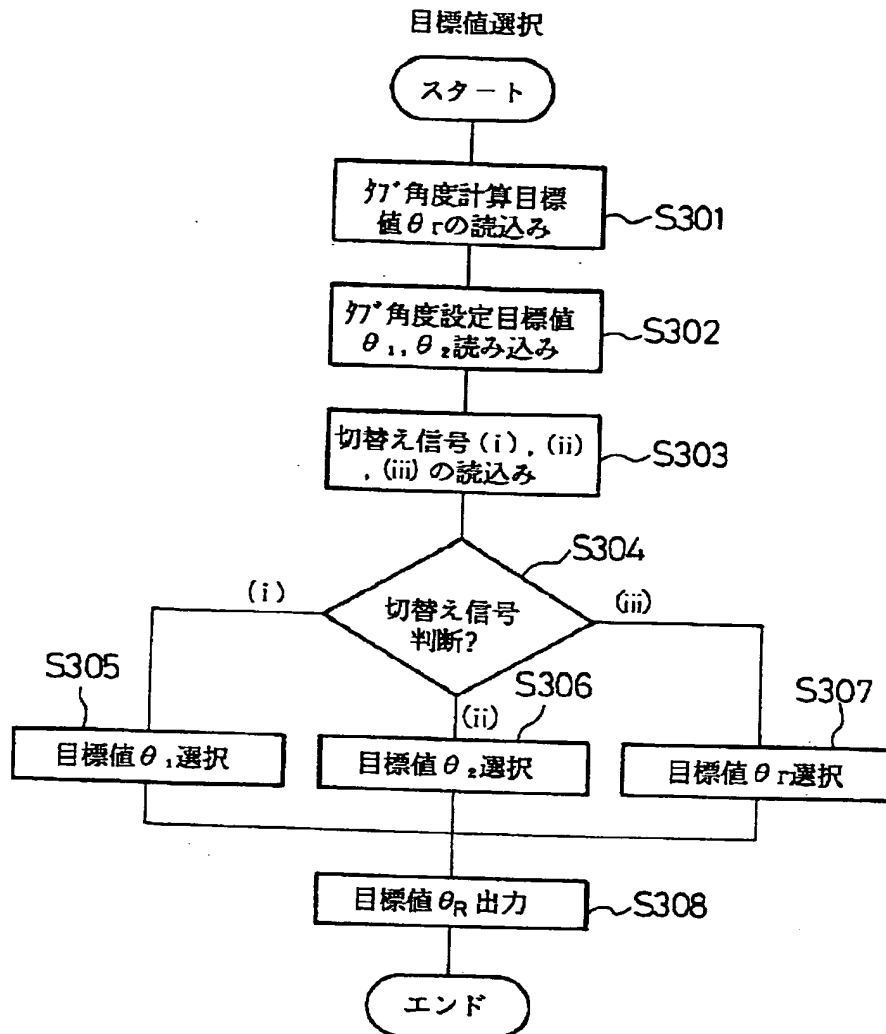 目標値選択
スタート
ﾀﾌﾞ角度計算目標
値θrの読込み
S301
ﾀﾌﾞ角度設定目標値
θ₁,θ₂読み込み
S302
切替え信号(i),(ii)
,(iii)の読込み
S303
S304
(i)
切替え信号
判断?
(iii)
(ii)
S305
S306
S307
目標値θ₁選択
目標値θ₂選択
目標値θr選択
目標値θR出力
S308
エンド